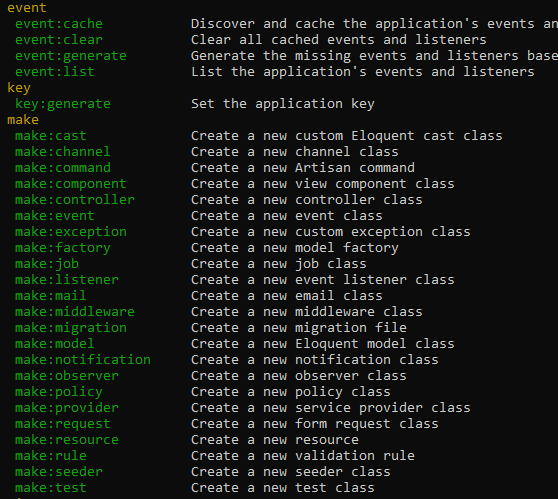 event
event:cache Discover and cache the application's events an
event:clear Clear all cached events and listeners
event:generate Generate the missing events and listeners base
event:list List the application's events and listeners
key
key:generate Set the application key
make
make:cast Create a new custom Eloquent cast class
make:channel Create a new channel class
make:command Create a new Artisan command
make:component Create a new view component class
make:controller Create a new controller class
make:event Create a new event class
make:exception Create a new custom exception class
make:factory Create a new model factory
make:job Create a new job class
make:listener Create a new event listener class
make:mail Create a new email class
make:middleware Create a new middleware class
make:migration Create a new migration file
make:model Create a new Eloquent model class
make:notification Create a new notification class
make:observer Create a new observer class
make:policy Create a new policy class
make:provider Create a new service provider class
make:request Create a new form request class
make:resource Create a new resource
make:rule Create a new validation rule
make:seeder Create a new seeder class
make:test Create a new test class